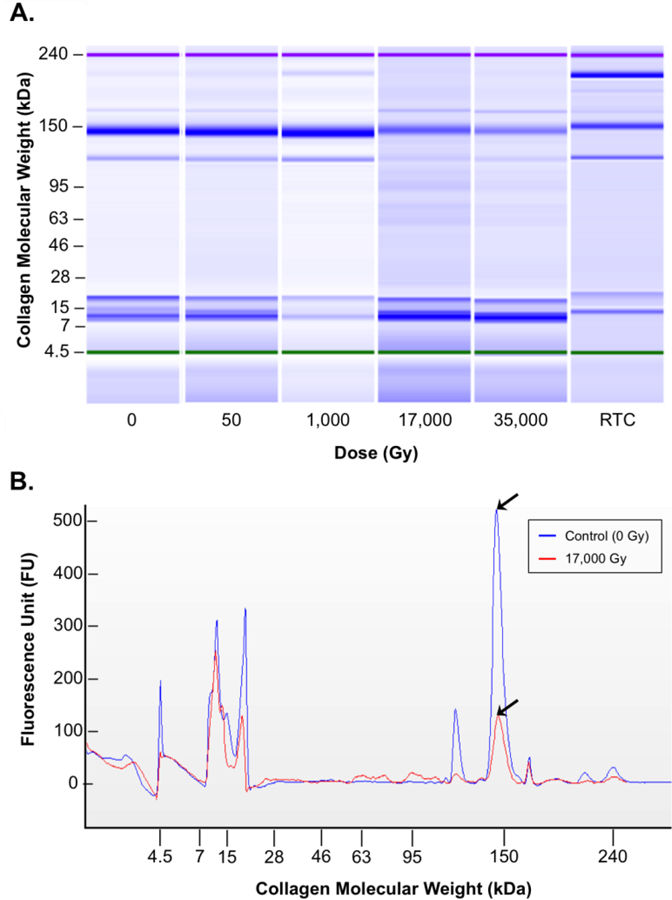 A.
Collagen Molecular Weight (kDa)
240
150
95
63
46
28
15
7
4.5
0 50 1,000 17,000 35,000 RTC
Dose (Gy)
B.
Fluorescence Unit (FU)
500
400
300
200
100
0
Control (0 Gy)
17,000 Gy
4.5 7 15 28 46 63 95 150 240
Collagen Molecular Weight (kDa)